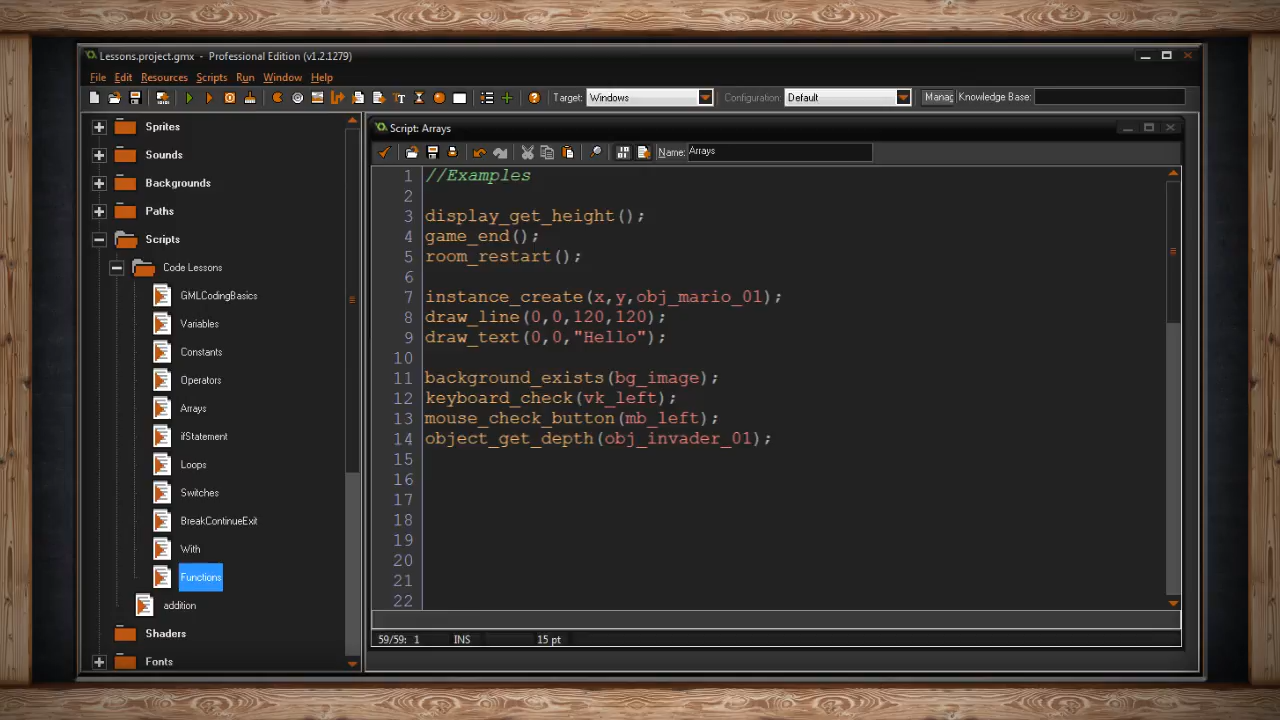 Lessons.project.gmx - Professional Edition (v1.2.1279)
File Edit Resources Scripts Run Window Help
Target: Windows Configuration: Default Manag Knowledge Base:
Sprites
Sounds
Backgrounds
Paths
Scripts
Code Lessons
GMLCodingBasics
Variables
Constants
Operators
Arrays
ifStatement
Loops
Switches
BreakContinueExit
With
Functions
addition
Shaders
Fonts
Script: Arrays
Name: Arrays
1 //Examples
2
3 display_get_height();
4 game_end();
5 room_restart();
6
7 instance_create(x,y,obj_mario_01);
8 draw_line(0,0,120,120);
9 draw_text(0,0,"Hello");
10
11 background_exists(bg_image);
12 keyboard_check(vk_left);
13 mouse_check_button(mb_left);
14 object_get_depth(obj_invader_01);
15
16
17
18
19
20
21
22
59/59: 1 INS 15 pt